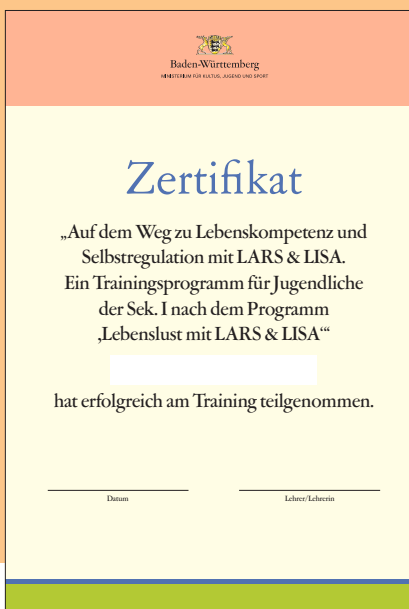 Baden-Württemberg
MINISTERIUM FÜR KULTUS, JUGEND UND SPORT
Zertifikat
„Auf dem Weg zu Lebenskompetenz und
Selbstregulation mit LARS & LISA.
Ein Trainingsprogramm für Jugendliche
der Sek. I nach dem Programm
‚Lebenslust mit LARS & LISA‘“
hat erfolgreich am Training teilgenommen.
Datum Lehrer/Lehrerin